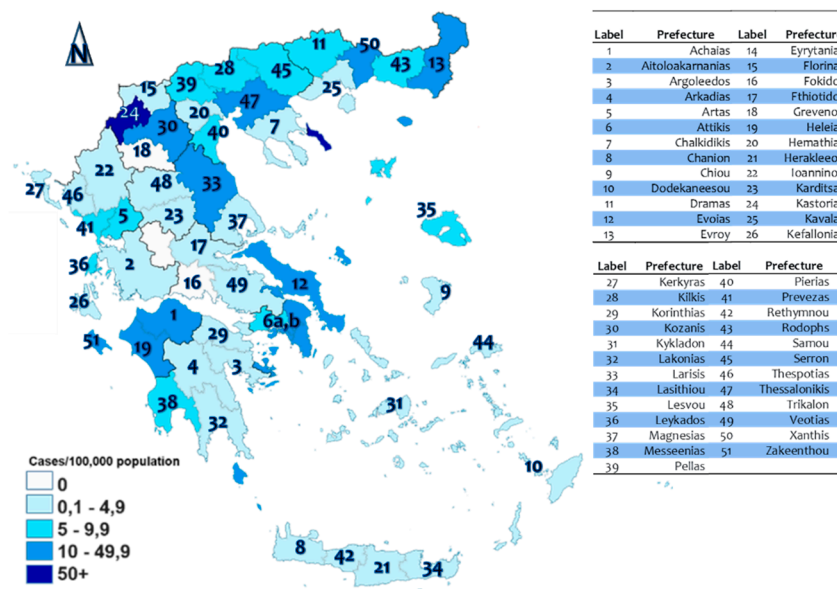 N
11
50
28
45
43
13
39
15
25
47
24
20
7
30
40
18
22
48
33
27
46
23
5
41
37
35
17
36
2
16
49
12
9
26
1
6a,b
51
29
19
44
4
3
38
31
32
10
8
42
21
34
Cases/100,000 population
0
0,1 - 4,9
5 - 9,9
10 - 49,9
50+
Label Prefecture Label Prefecture
1 Achaias 14 Eyrytania
2 Aitoloakarnanias 15 Florina
3 Argoleedos 16 Fokido
4 Arkadias 17 Fthiotido
5 Artas 18 Greveno
6 Attikis 19 Heleia
7 Chalkidikis 20 Hemathia
8 Chanion 21 Herakleeo
9 Chiou 22 Ioannino
10 Dodekaneesou 23 Karditsa
11 Dramas 24 Kastoria
12 Evoias 25 Kavala
13 Evroy 26 Kefallonia
Label Prefecture Label Prefecture
27 Kerkyras 40 Pierias
28 Kilkis 41 Prevezas
29 Korinthias 42 Rethymnou
30 Kozanis 43 Rodophs
31 Kykladon 44 Samou
32 Lakonias 45 Serron
33 Larisis 46 Thespotias
34 Lasithiou 47 Thessalonikis
35 Lesvou 48 Trikalon
36 Leykados 49 Veotias
37 Magnesias 50 Xanthis
38 Messeenias 51 Zakeenthou
39 Pellas